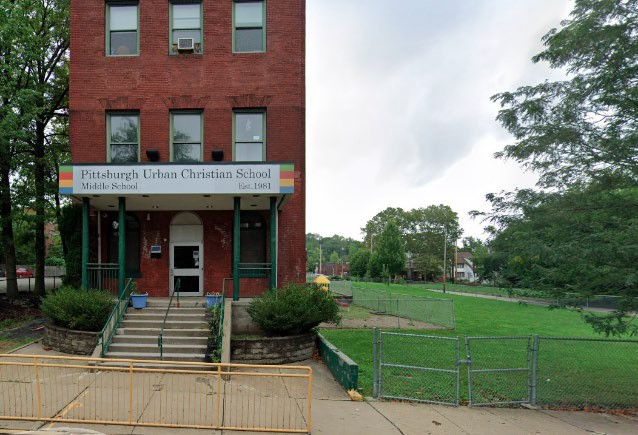 Pittsburgh Urban Christian School
Middle School Est. 1981